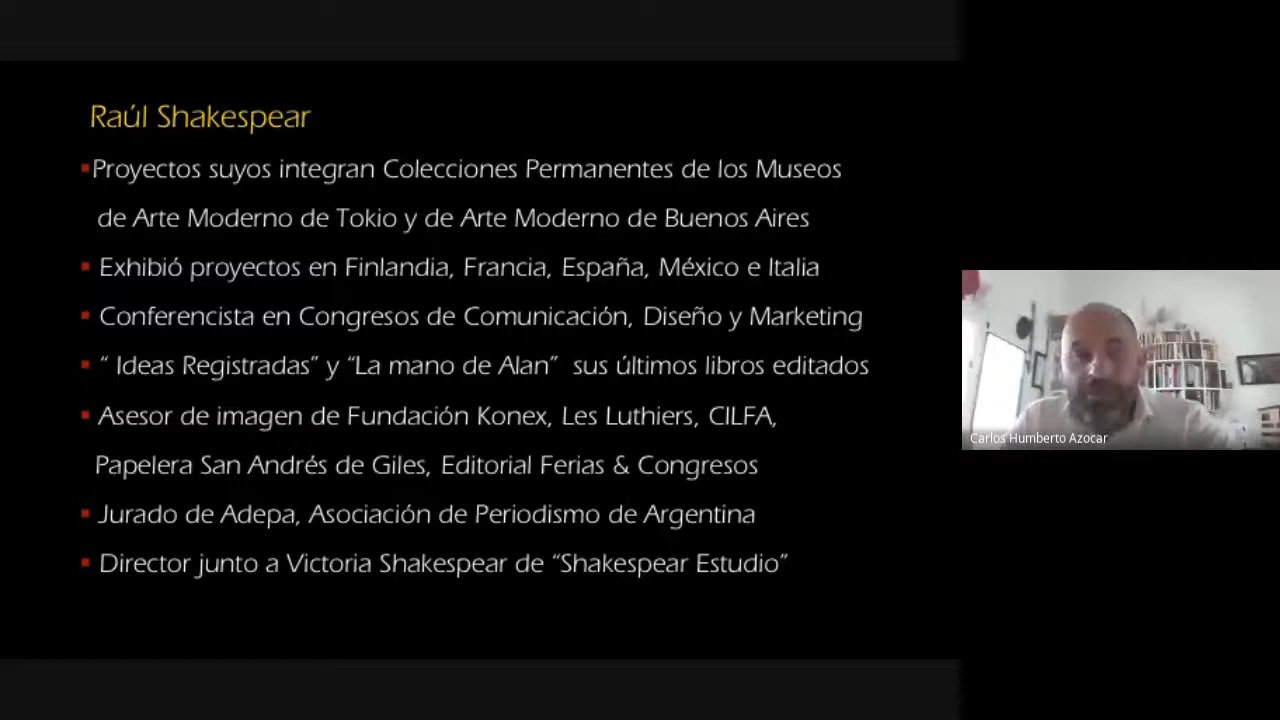 Raúl Shakespear
▪Proyectos suyos integran Colecciones Permanentes de los Museos
de Arte Moderno de Tokio y de Arte Moderno de Buenos Aires
▪ Exhibió proyectos en Finlandia, Francia, España, México e Italia
▪ Conferencista en Congresos de Comunicación, Diseño y Marketing
▪ “ Ideas Registradas” y “La mano de Alan” sus últimos libros editados
▪ Asesor de imagen de Fundación Konex, Les Luthiers, CILFA,
Papelera San Andrés de Giles, Editorial Ferias & Congresos
▪ Jurado de Adepa, Asociación de Periodismo de Argentina
▪ Director junto a Victoria Shakespear de “Shakespear Estudio”
Carlos Humberto Azocar